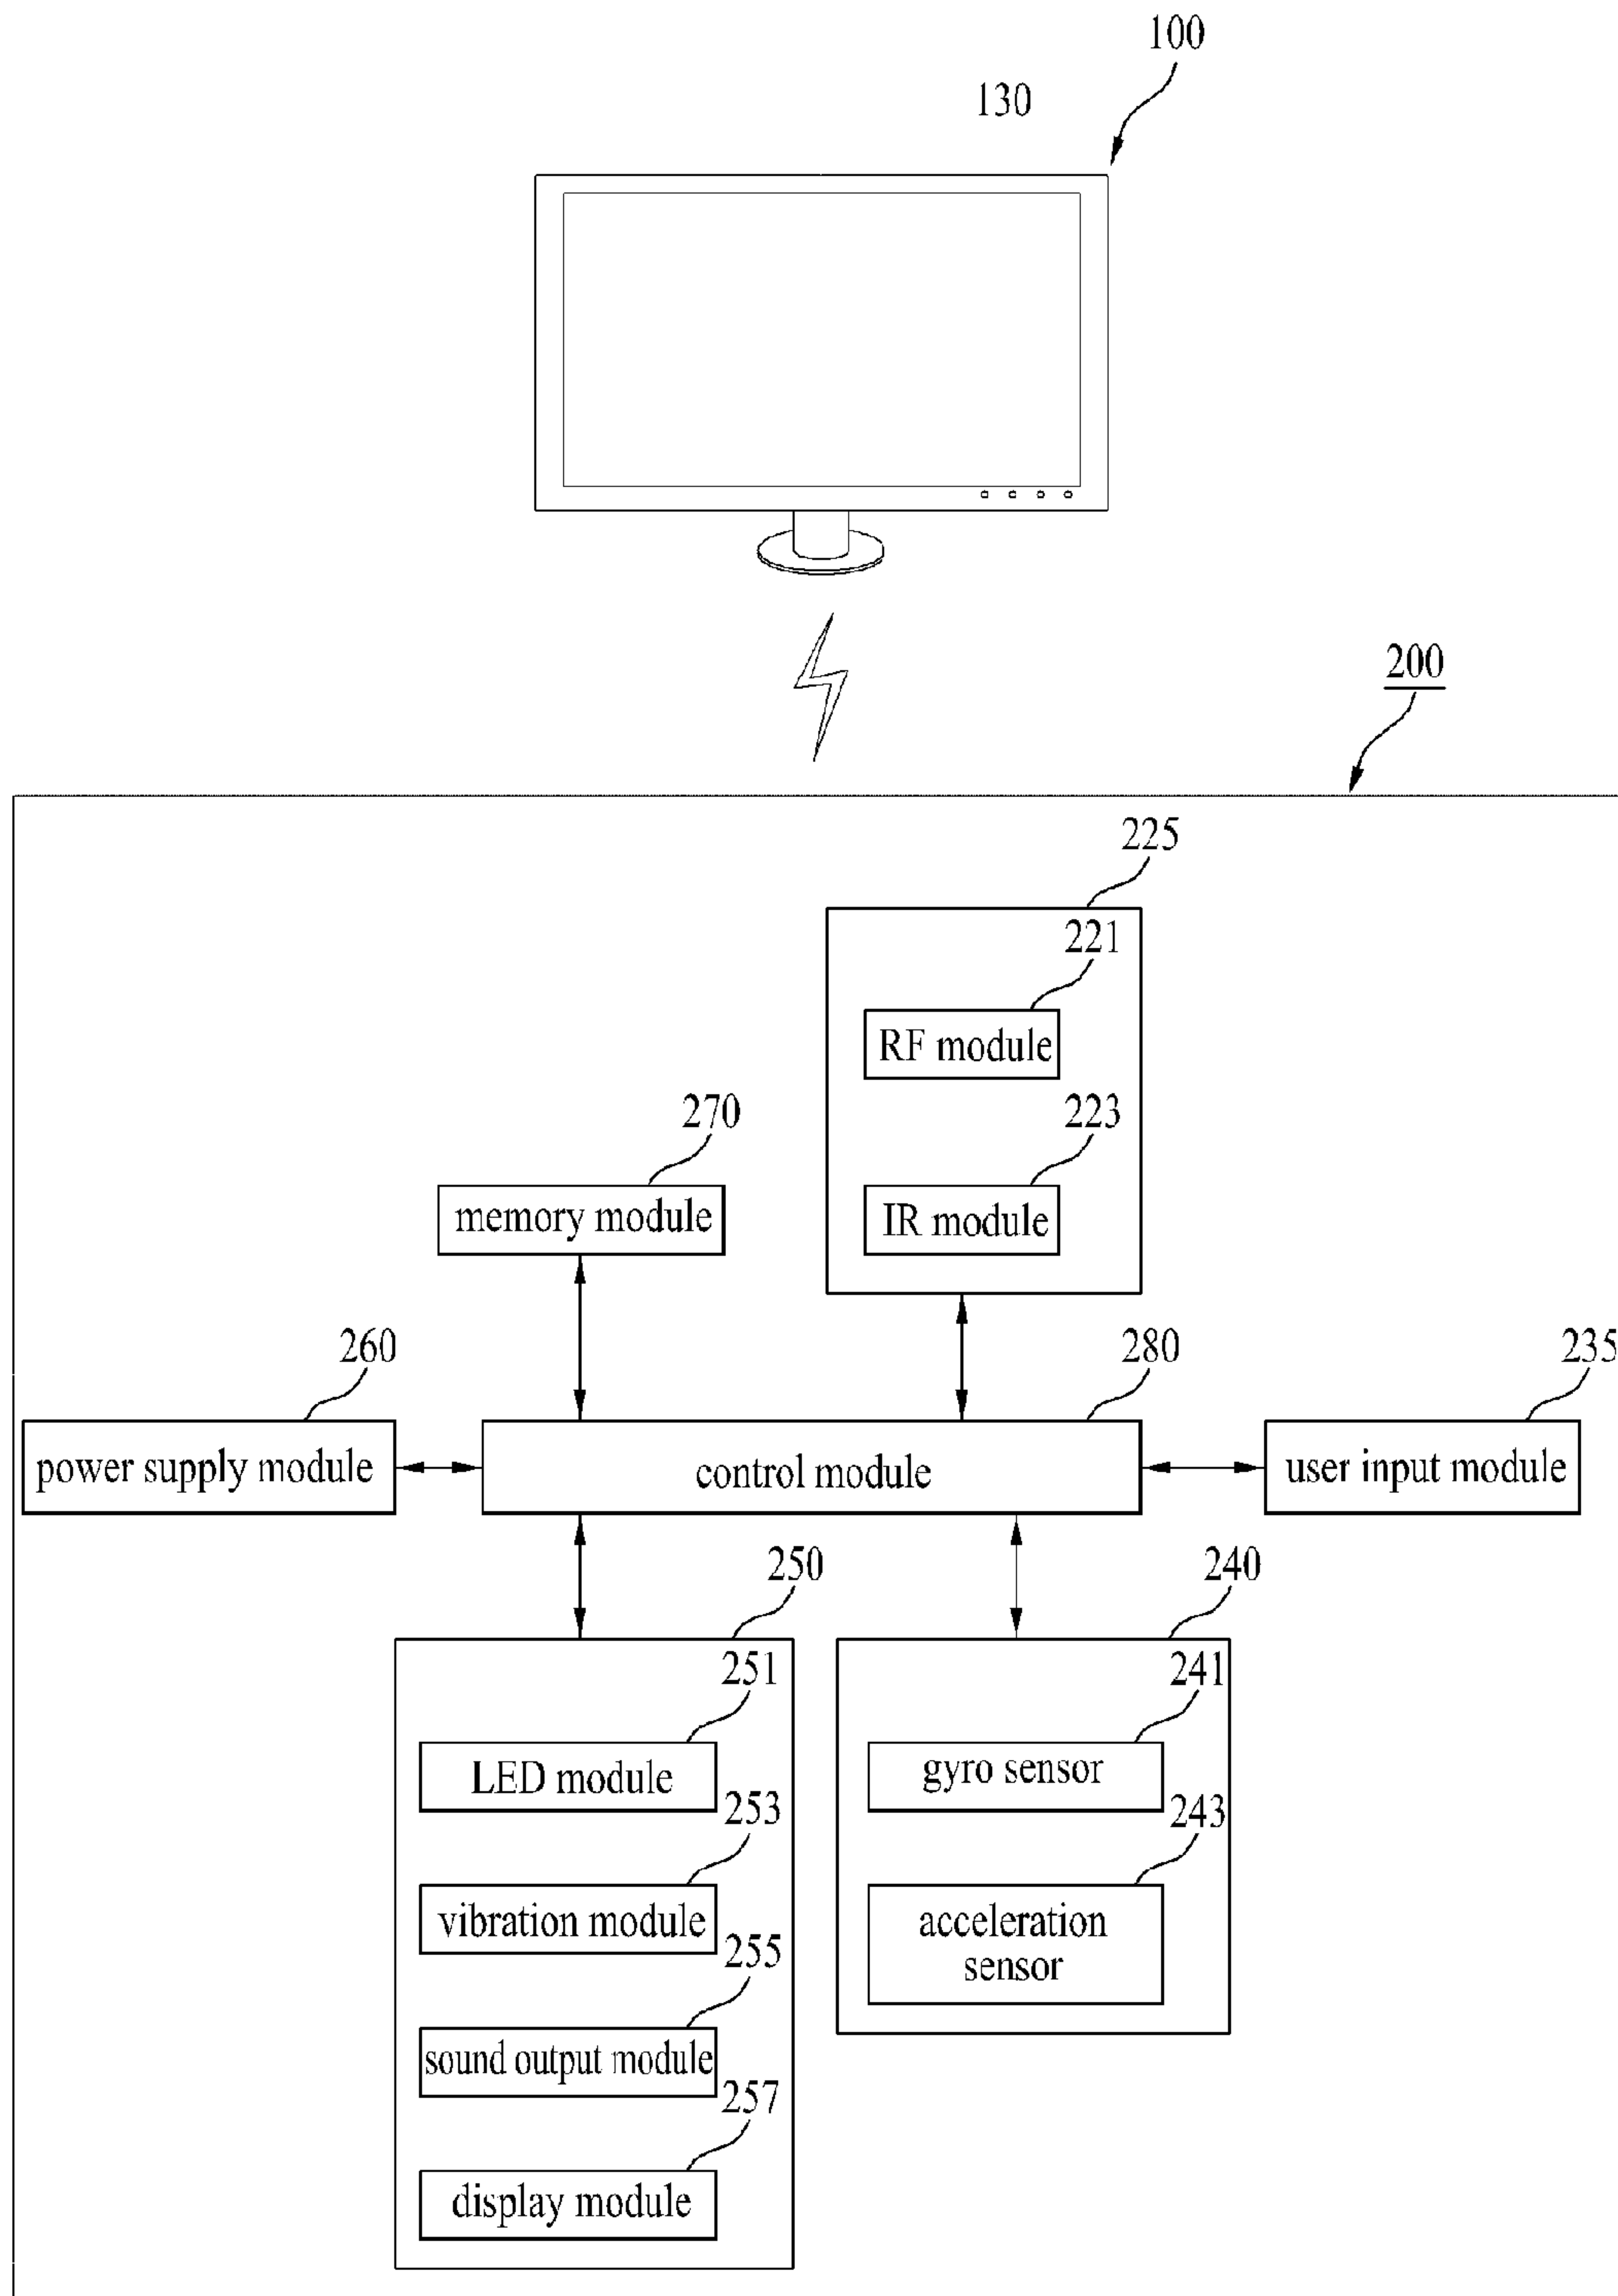 100
130
200
225
221
RF module
270
223
memory module
IR module
260
280
235
power supply module
control module
user input module
250
240
251
241
LED module
gyro sensor
253
243
vibration module
acceleration
sensor
255
sound output module
257
display module